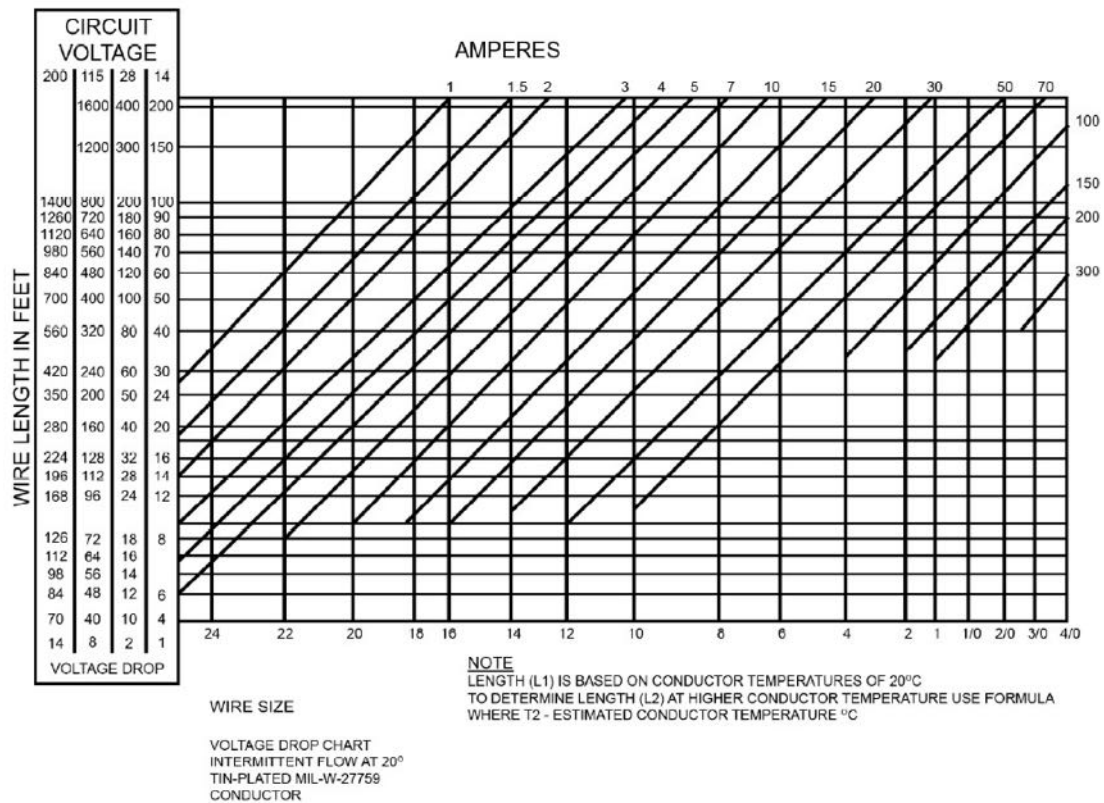 CIRCUIT
VOLTAGE
AMPERES
200 115 28 14
1 1.5 2 3 4 5 7 10 15 20 30 50 70
1600 400 200
100
1200 300 150
150
1400 800 200 100
1260 720 180 90
200
1120 640 160 80
980 560 140 70
840 480 120 60
300
700 400 100 50
560 320 80 40
420 240 60 30
350 200 50 24
280 160 40 20
224 128 32 16
196 112 28 14
168 96 24 12
126 72 18 8
112 64 16
98 56 14
84 48 12 6
70 40 10 4
14 8 2 1
VOLTAGE DROP
WIRE LENGTH IN FEET
24 22 20 18 16 14 12 10 8 6 4 2 1 1/0 2/0 3/0 4/0
WIRE SIZE
NOTE
LENGTH (L1) IS BASED ON CONDUCTOR TEMPERATURES OF 20°C
TO DETERMINE LENGTH (L2) AT HIGHER CONDUCTOR TEMPERATURE USE FORMULA
WHERE T2 - ESTIMATED CONDUCTOR TEMPERATURE °C
VOLTAGE DROP CHART
INTERMITTENT FLOW AT 20°
TIN-PLATED MIL-W-27759
CONDUCTOR